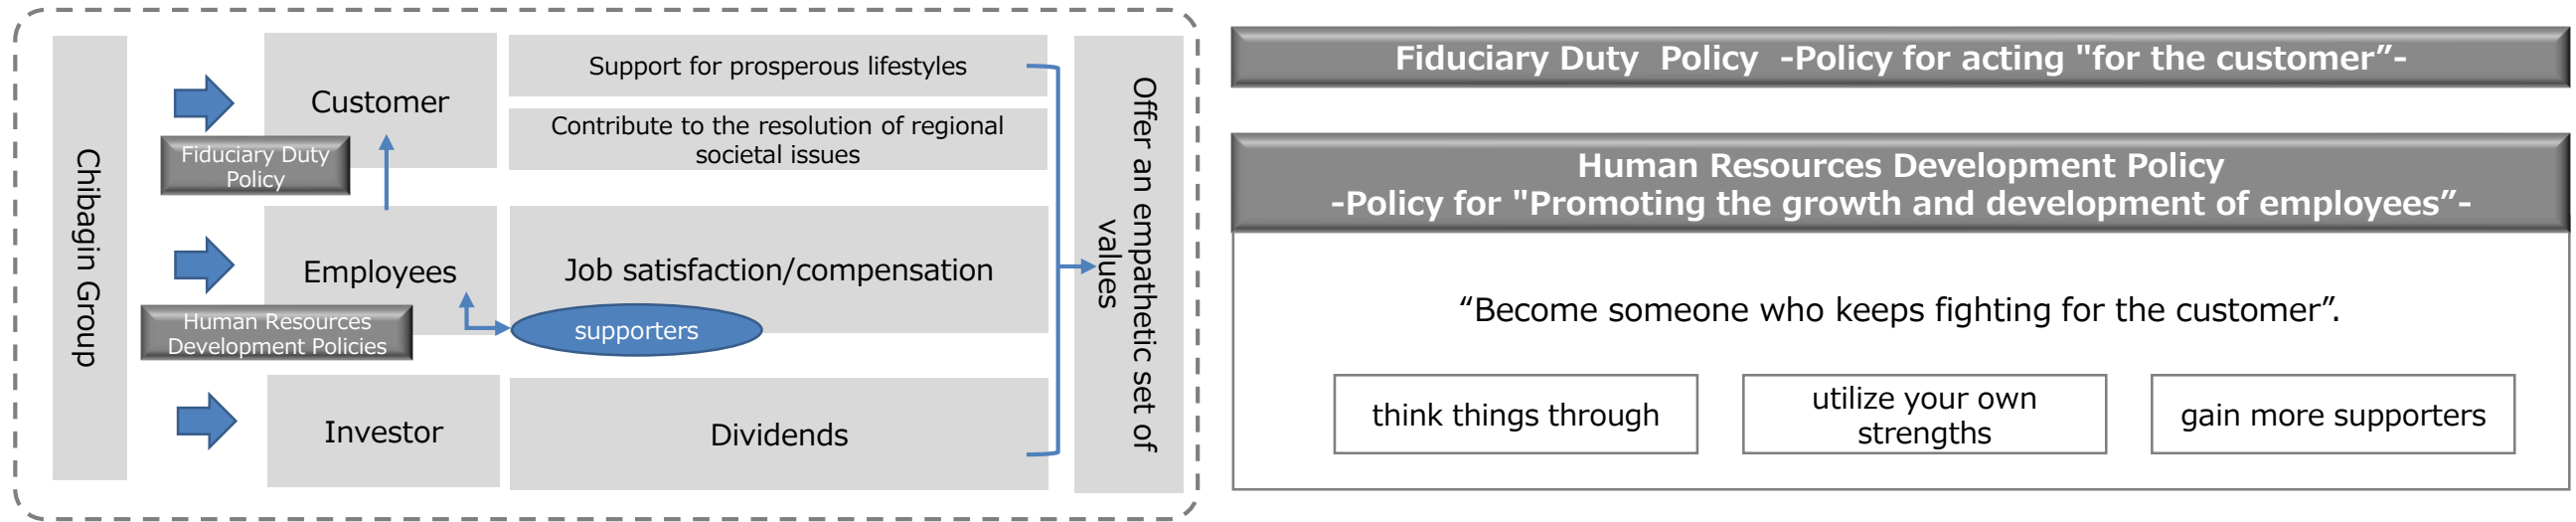 Chibagin Group
Customer
Support for prosperous lifestyles
Contribute to the resolution of regional
societal issues
Fiduciary Duty
Policy
Employees
Job satisfaction/compensation
Human Resources
Development Policies
supporters
Investor
Dividends
Offer an empathetic set of
values
Fiduciary Duty  Policy  -Policy for acting "for the customer”-
Human Resources Development Policy
-Policy for "Promoting the growth and development of employees”-
“Become someone who keeps fighting for the customer”.
think things through
utilize your own
strengths
gain more supporters